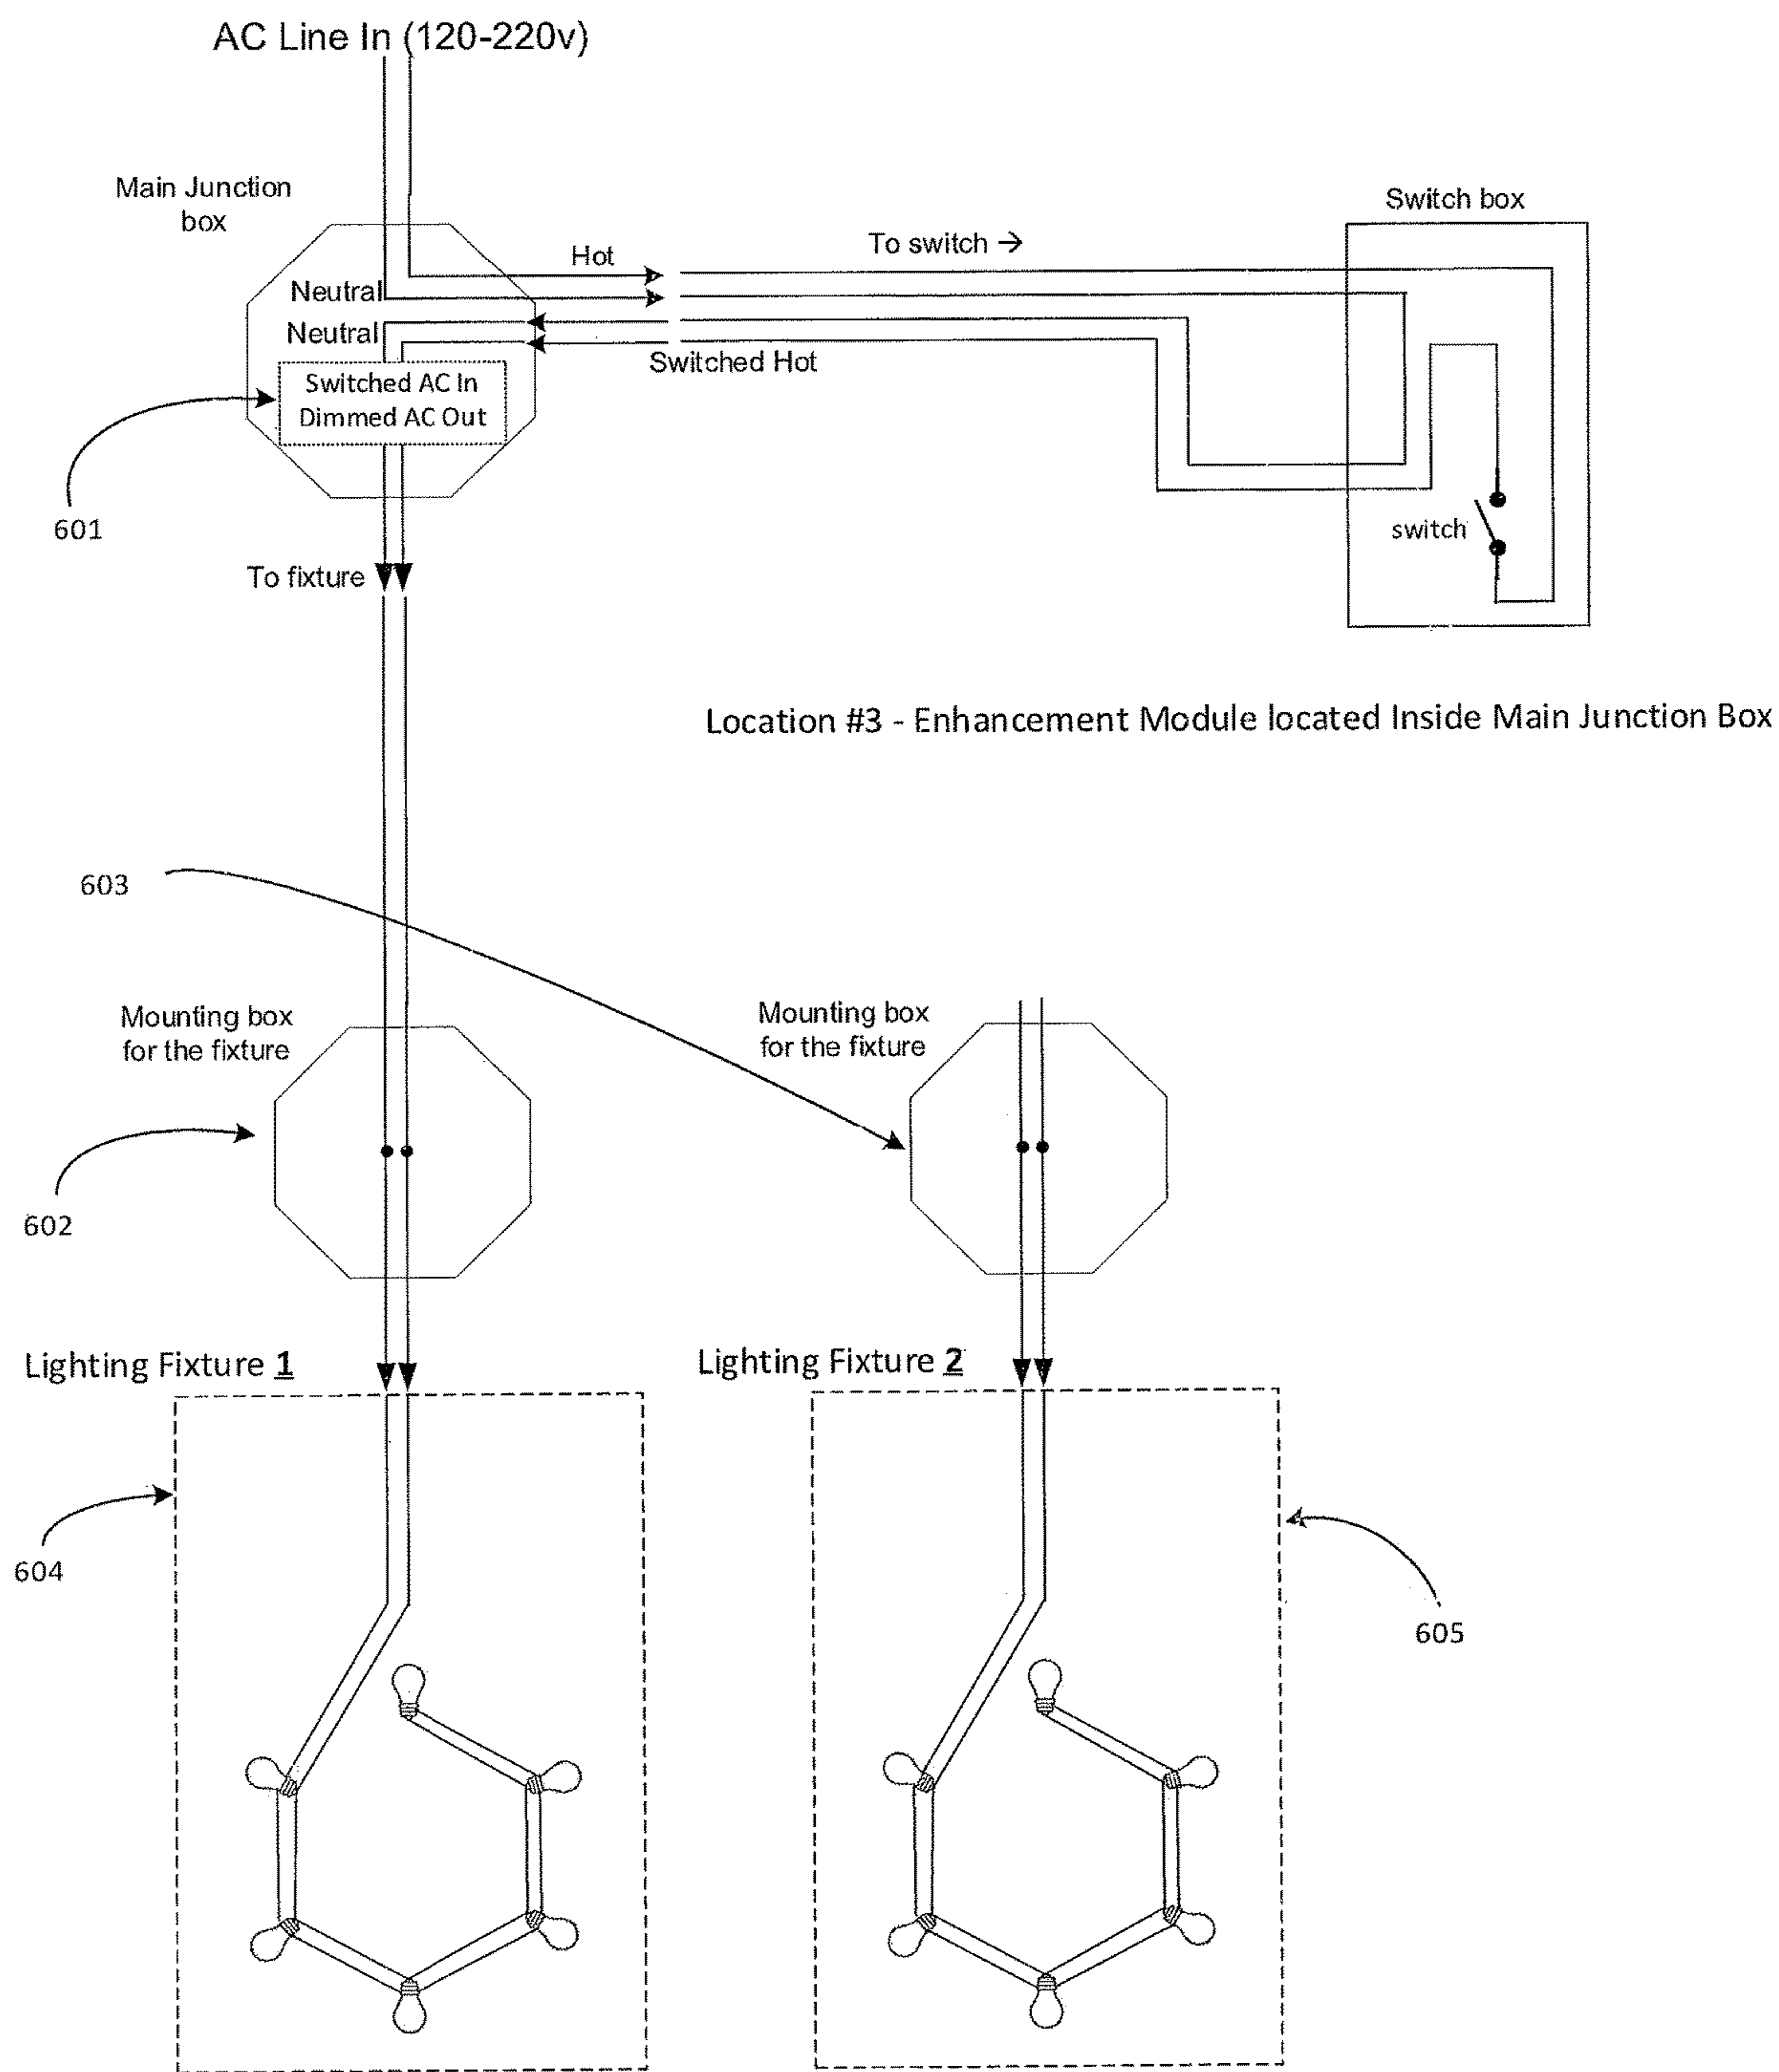 AC Line In (120-220v)
Main Junction
box
Switch box
To switch →
Hot
Neutral
Neutral
Switched Hot
Switched AC In
Dimmed AC Out
601
switch
To fixture
Location #3 - Enhancement Module located Inside Main Junction Box
603
Mounting box
for the fixture
Mounting box
for the fixture
602
Lighting Fixture 1
Lighting Fixture 2
604
605